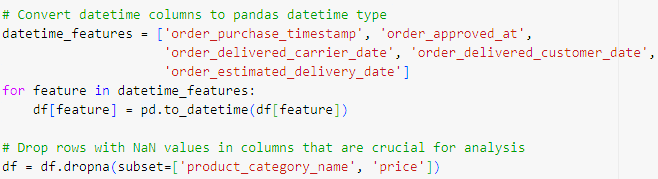 # Convert datetime columns to pandas datetime type
datetime_features = ['order_purchase_timestamp', 'order_approved_at',
                     'order_delivered_carrier_date', 'order_delivered_customer_date',
                     'order_estimated_delivery_date']
for feature in datetime_features:
    df[feature] = pd.to_datetime(df[feature])

# Drop rows with NaN values in columns that are crucial for analysis
df = df.dropna(subset=['product_category_name', 'price'])